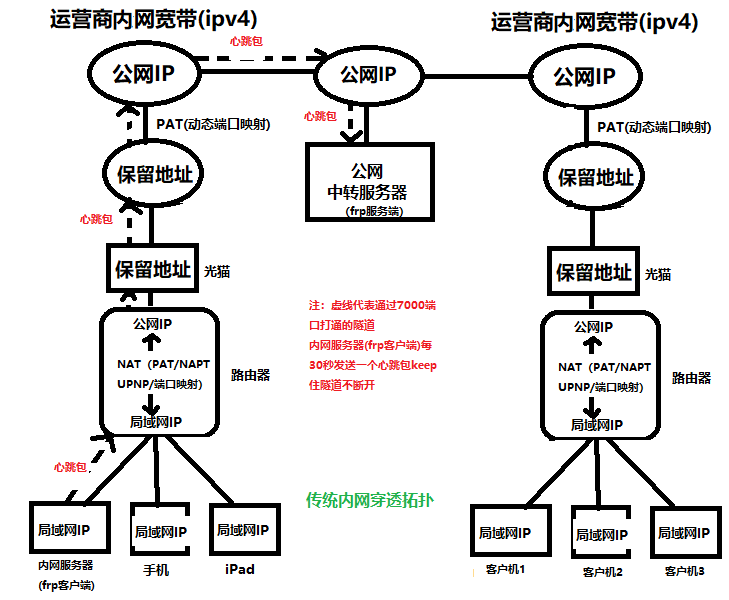 运营商内网宽带(ipv4)
运营商内网宽带(ipv4)
心跳包
公网IP
公网IP
公网IP
PAT(动态端口映射)
心跳包
PAT(动态端口映射)
保留地址
公网
中转服务器
(frp服务端)
保留地址
心跳包
保留地址
光猫
保留地址
光猫
注：虚线代表通过7000端
口打通的隧道
内网服务器(frp客户端)每
30秒发送一个心跳包keep
住隧道不断开
公网IP
NAT（PAT/NAPT
UPNP/端口映射)
局域网IP
路由器
公网IP
NAT（PAT/NAPT
UPNP/端口映射)
局域网IP
路由器
心跳包
传统内网穿透拓扑
局域网IP
局域网IP
局域网IP
局域网IP
局域网IP
局域网IP
内网服务器
(frp客户端)
手机
iPad
客户机1
客户机2
客户机3